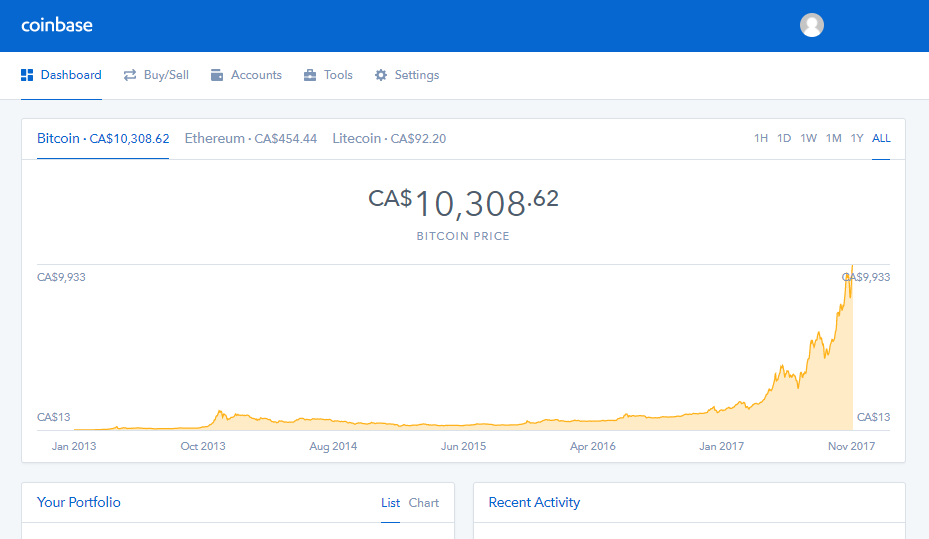 coinbase
Dashboard Buy/Sell Accounts Tools Settings
Bitcoin · CA$10,308.62 Ethereum · CA$454.44 Litecoin · CA$92.20 1H 1D 1W 1M 1Y ALL
CA$10,308.62
BITCOIN PRICE
CA$9,933 CA$9,933
CA$13 CA$13
Jan 2013 Oct 2013 Aug 2014 Jun 2015 Apr 2016 Jan 2017 Nov 2017
Your Portfolio List Chart Recent Activity